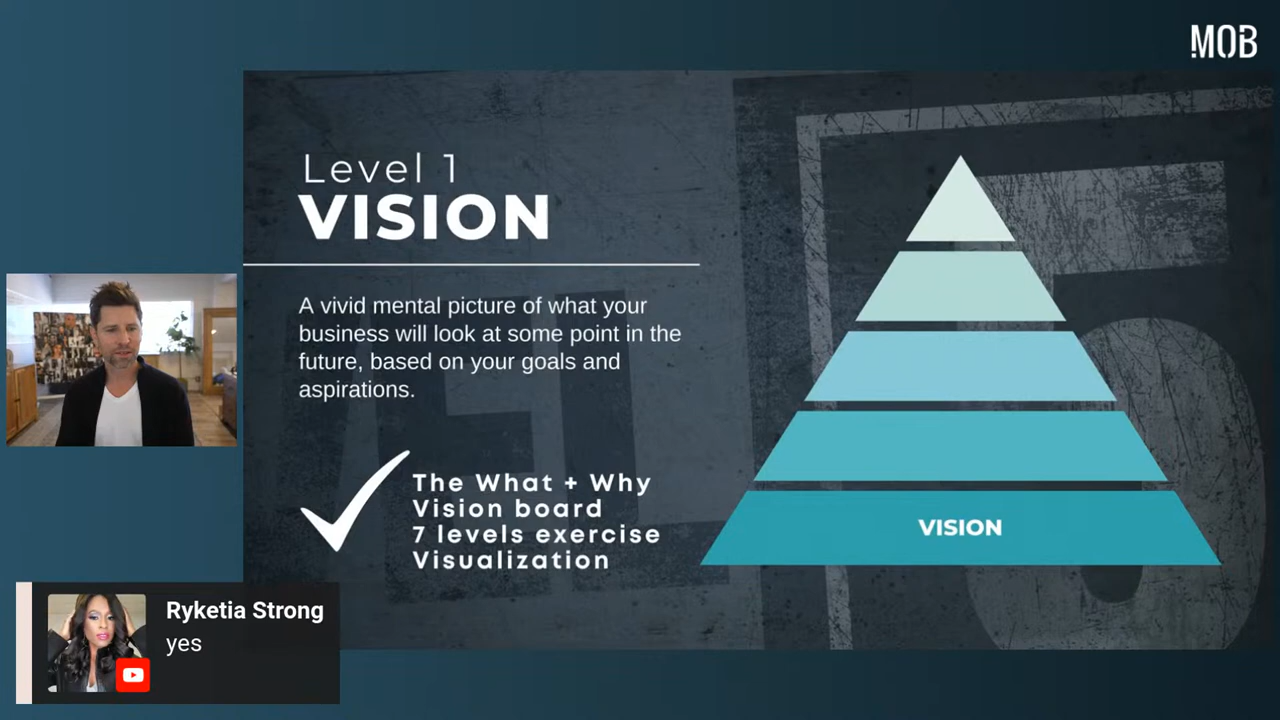 MOB
Level 1
VISION
A vivid mental picture of what your
business will look at some point in the
future, based on your goals and
aspirations.
The What + Why
Vision board
7 levels exercise
Visualization
VISION
Ryketia Strong
yes